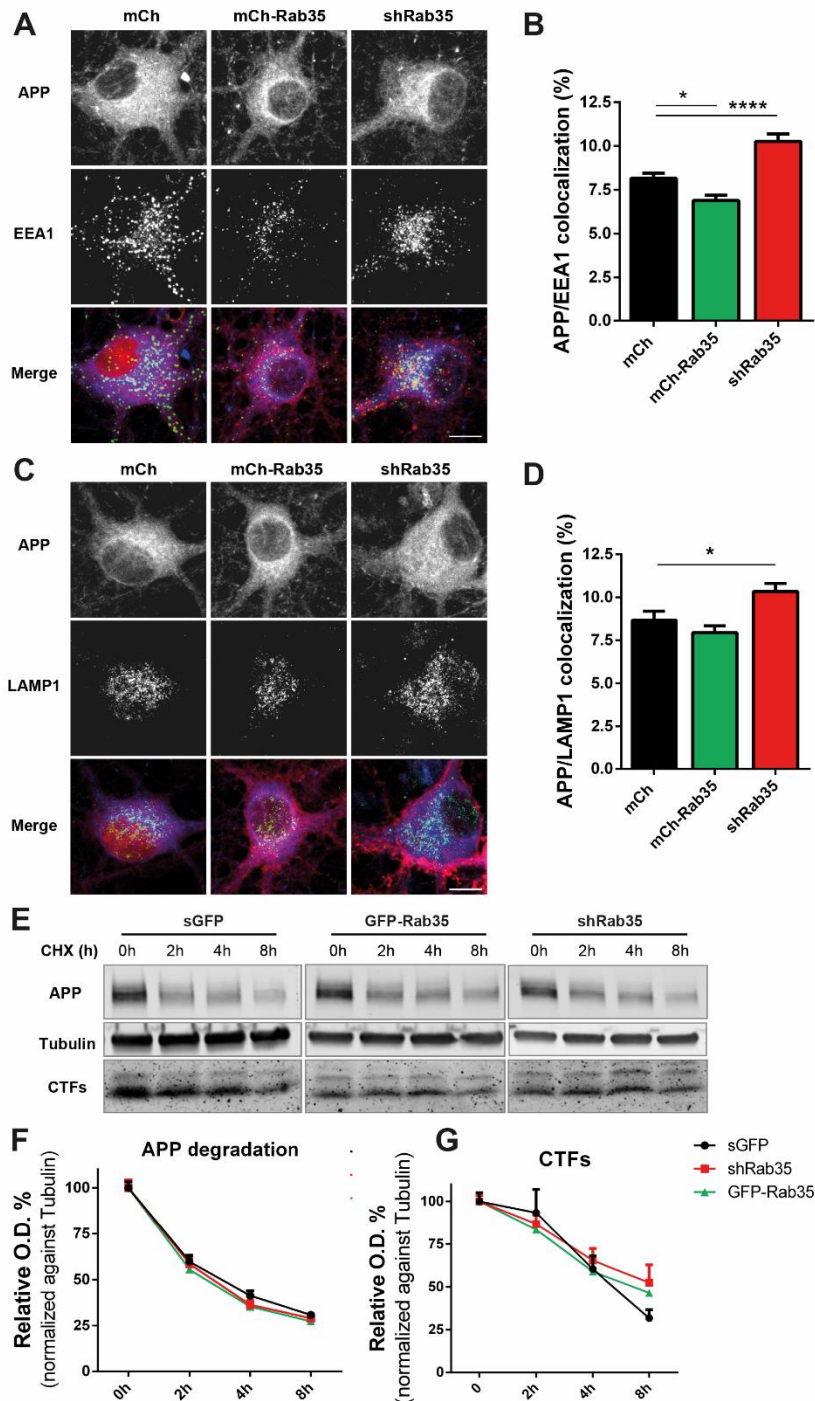 A
mCh mCh-Rab35 shRab35
APP
EEA1
Merge
B
APP/EEA1 colocalization (%)
12.5
10.0
7.5
5.0
2.5
0.0
* ****
mCh mCh-Rab35 shRab35
C
mCh mCh-Rab35 shRab35
APP
LAMP1
Merge
D
APP/LAMP1 colocalization (%)
12.5
10.0
7.5
5.0
2.5
0.0
*
mCh mCh-Rab35 shRab35
E
sGFP GFP-Rab35 shRab35
CHX (h) 0h 2h 4h 8h 0h 2h 4h 8h 0h 2h 4h 8h
APP
Tubulin
CTFs
F
APP degradation
Relative O.D. %
(normalized against Tubulin)
100
75
50
25
0
0h 2h 4h 8h
G
CTFs
Relative O.D. %
(normalized against Tubulin)
100
75
50
25
0
0 2h 4h 8h
sGFP
shRab35
GFP-Rab35